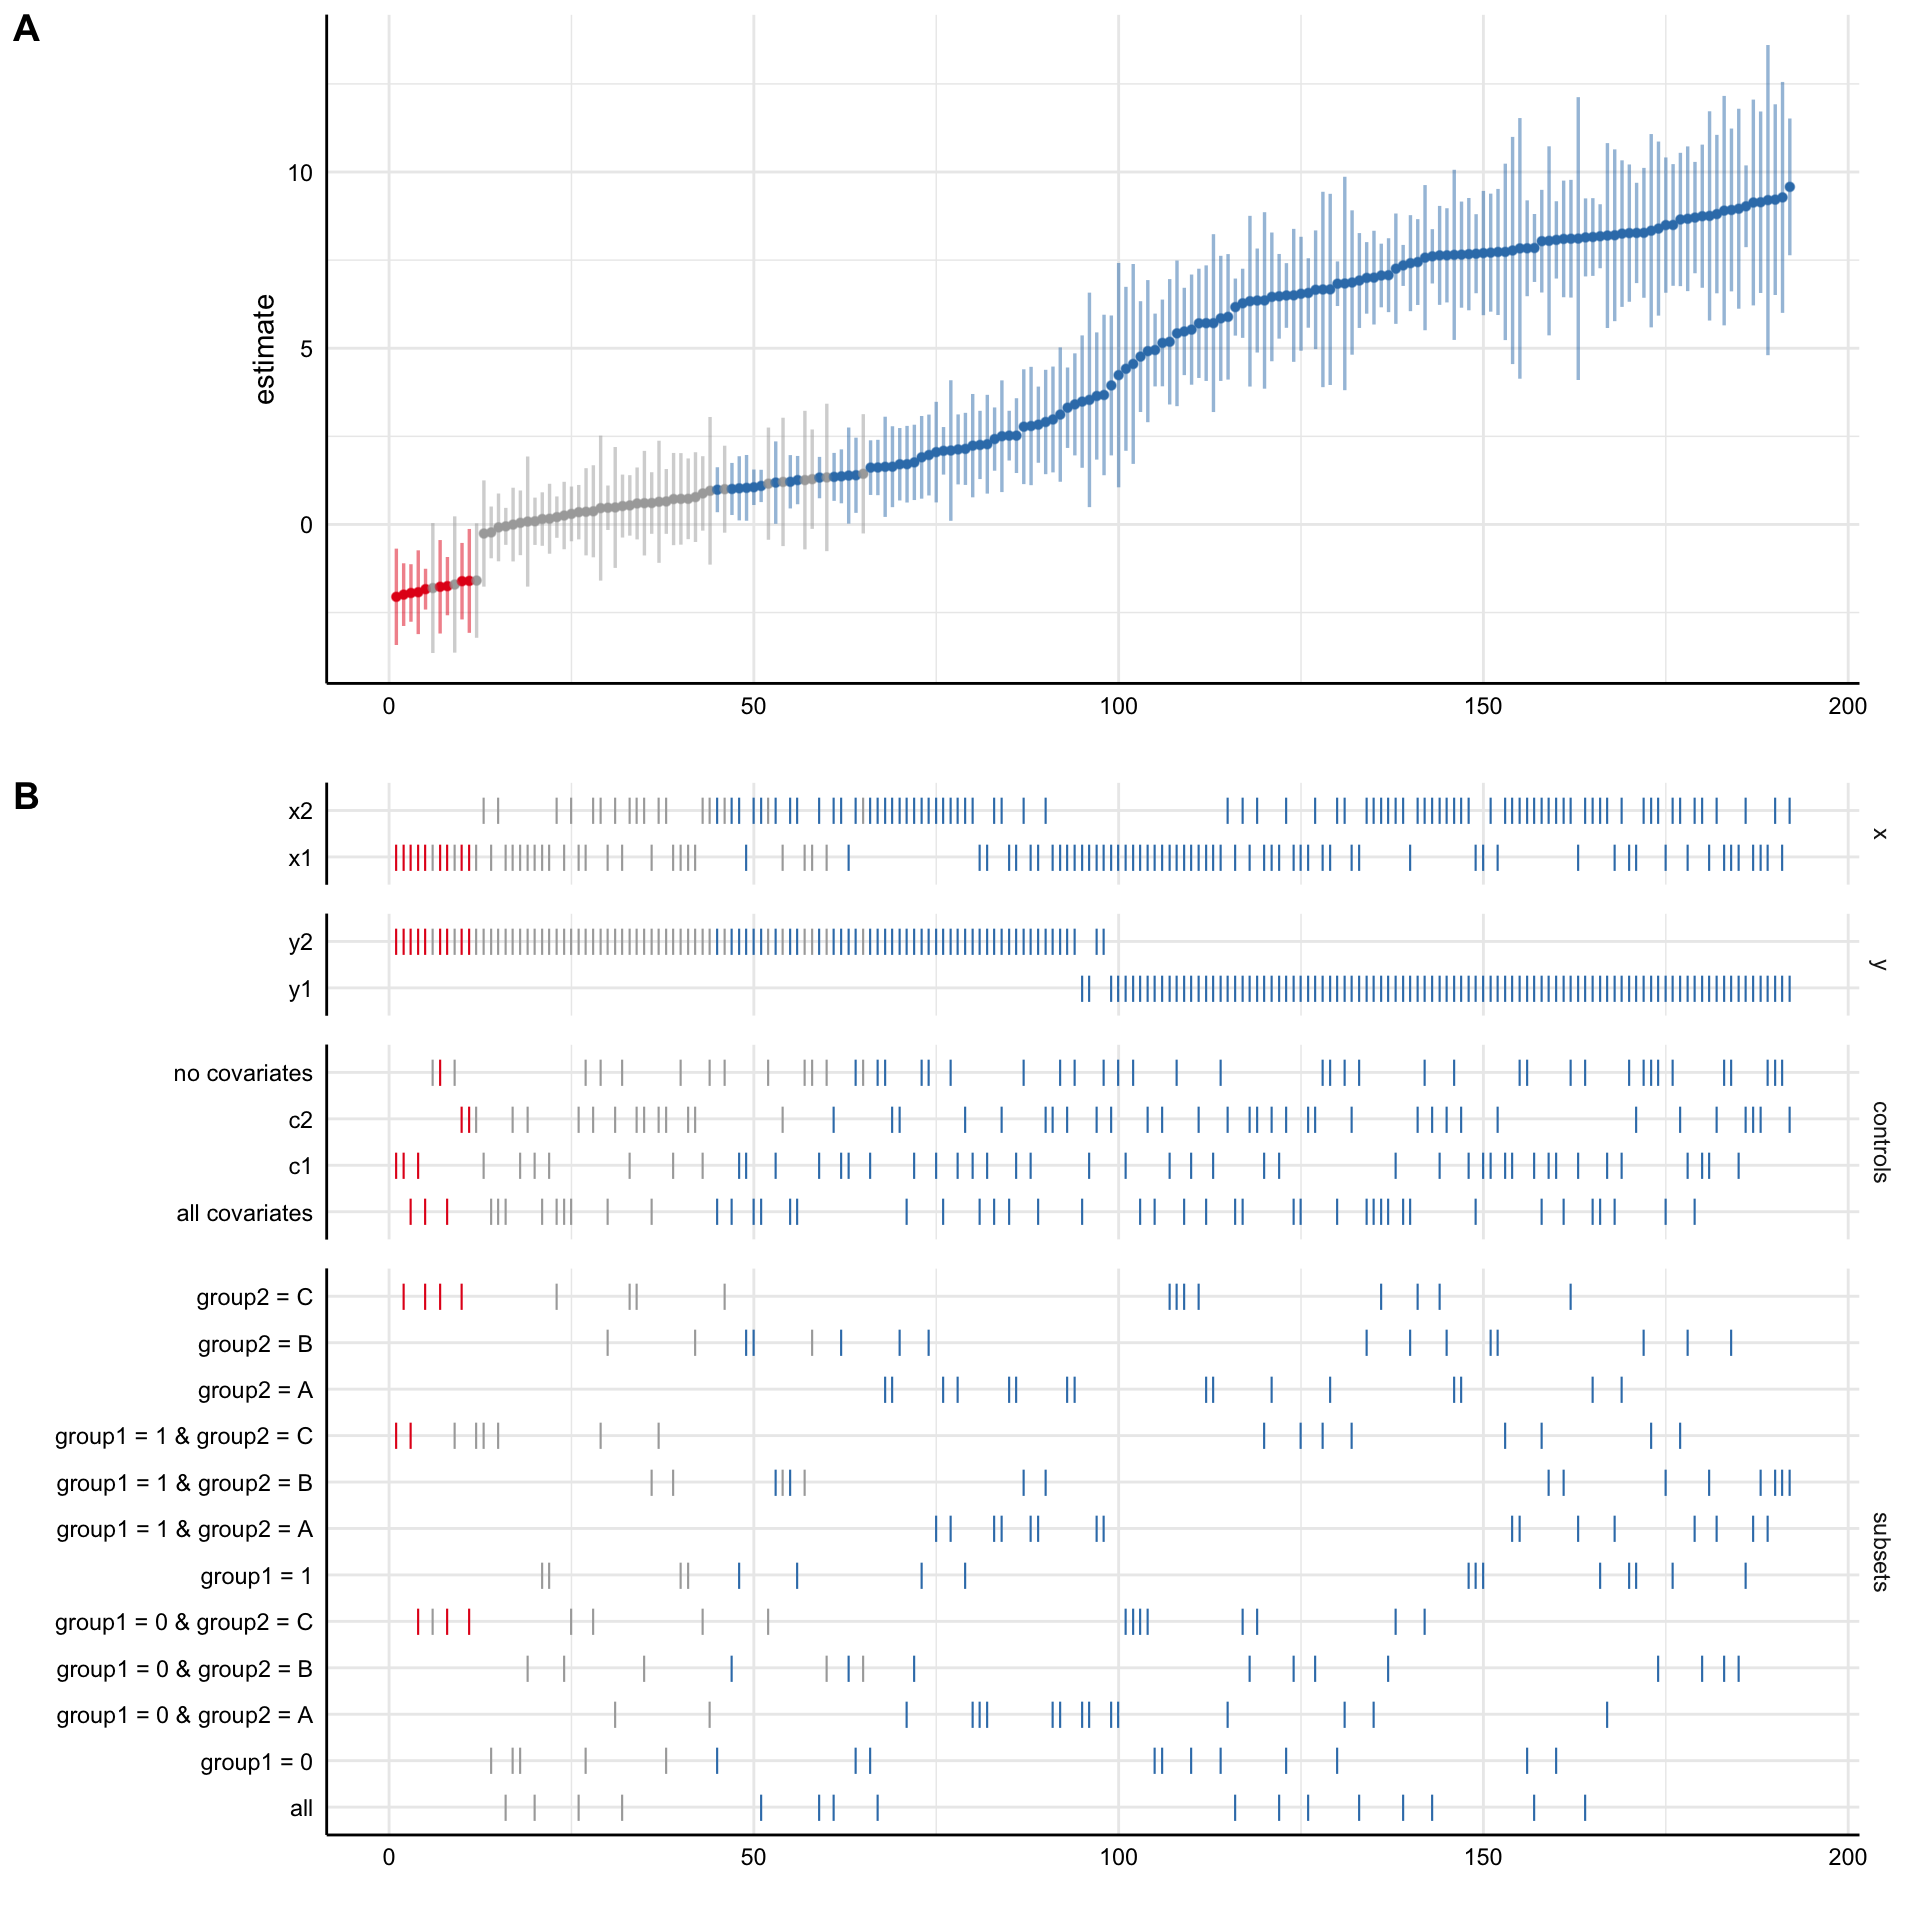 A
estimate
10
5
0
0 50 100 150 200
B
x2
x1
x
y2
y1
y
no covariates
c2
c1
all covariates
controls
group2 = C
group2 = B
group2 = A
group1 = 1 & group2 = C
group1 = 1 & group2 = B
group1 = 1 & group2 = A
group1 = 1
group1 = 0 & group2 = C
group1 = 0 & group2 = B
group1 = 0 & group2 = A
group1 = 0
all
subsets
0 50 100 150 200